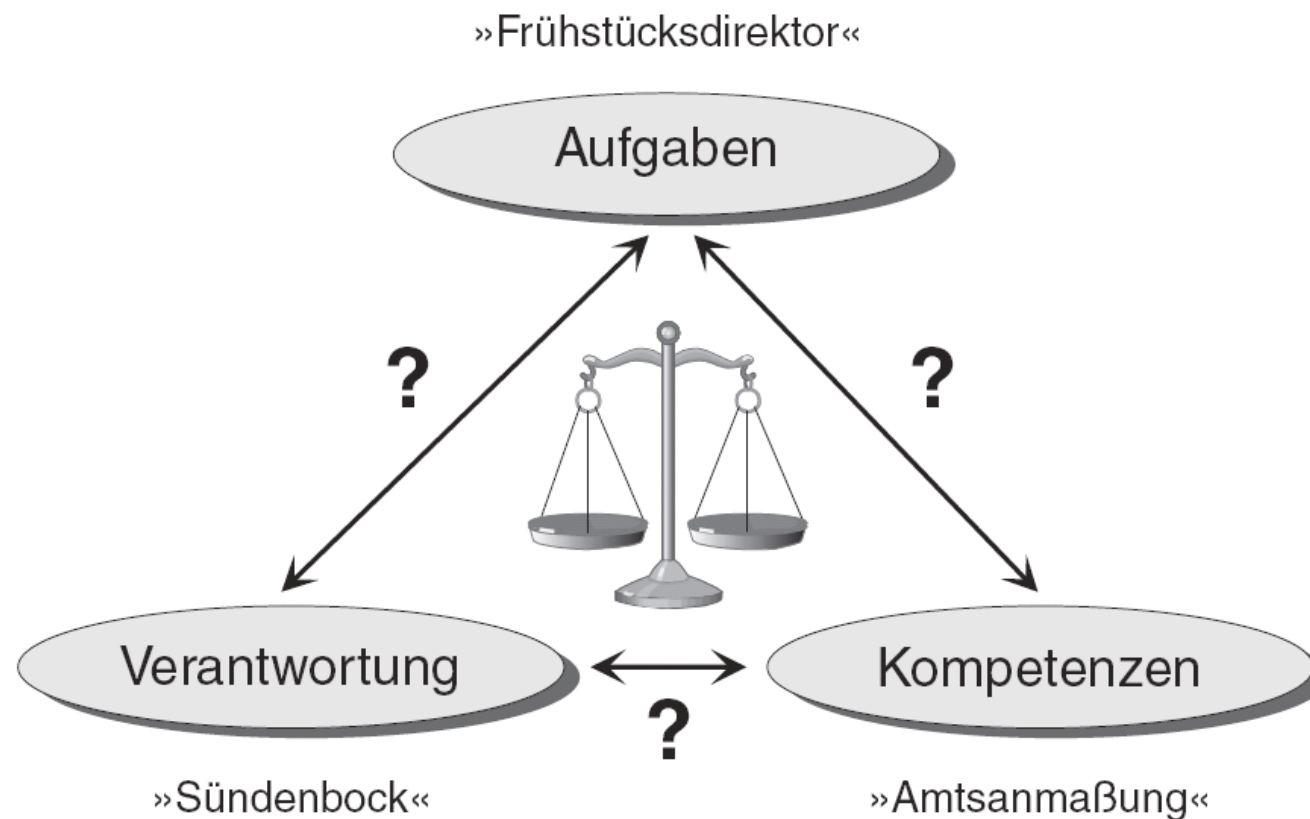 »Frühstücksdirektor«
Aufgaben
?
?
Verantwortung
Kompetenzen
?
»Sündenbock«
»Amtsanmaßung«